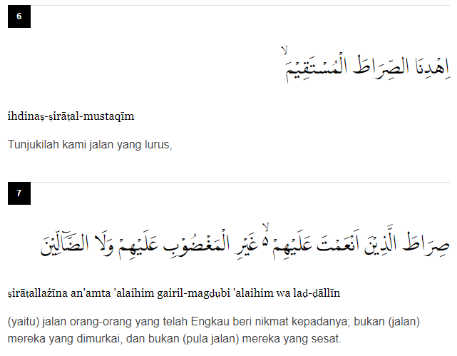 6
اِهْدِنَا الصِّرَاطَ الْمُسْتَقِيْمَۙ
ihdinaṣ-ṣirāṭal-mustaqīm
Tunjukilah kami jalan yang lurus,
7
صِرَاطَ الَّذِيْنَ اَنْعَمْتَ عَلَيْهِمْ ەۙ غَيْرِ الْمَغْضُوْبِ عَلَيْهِمْ وَلَا الضَّاۤلِّيْنَ
ṣirāṭallażīna an'amta 'alaihim gairil-magḍụbi 'alaihim wa laḍ-ḍāllīn
(yaitu) jalan orang-orang yang telah Engkau beri nikmat kepadanya; bukan (jalan)
mereka yang dimurkai, dan bukan (pula jalan) mereka yang sesat.